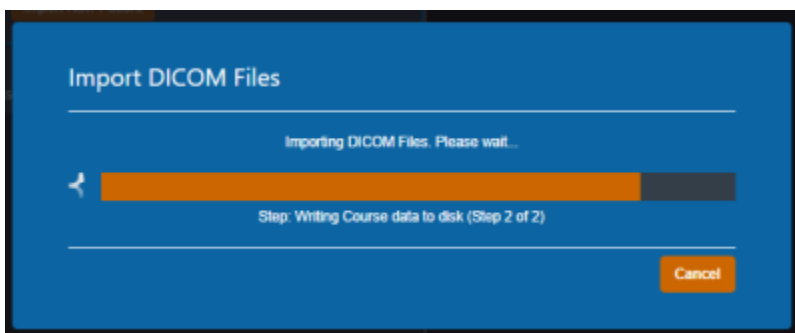 Import DICOM Files
Importing DICOM Files. Please wait...
Step: Writing Course data to disk (Step 2 of 2)
Cancel